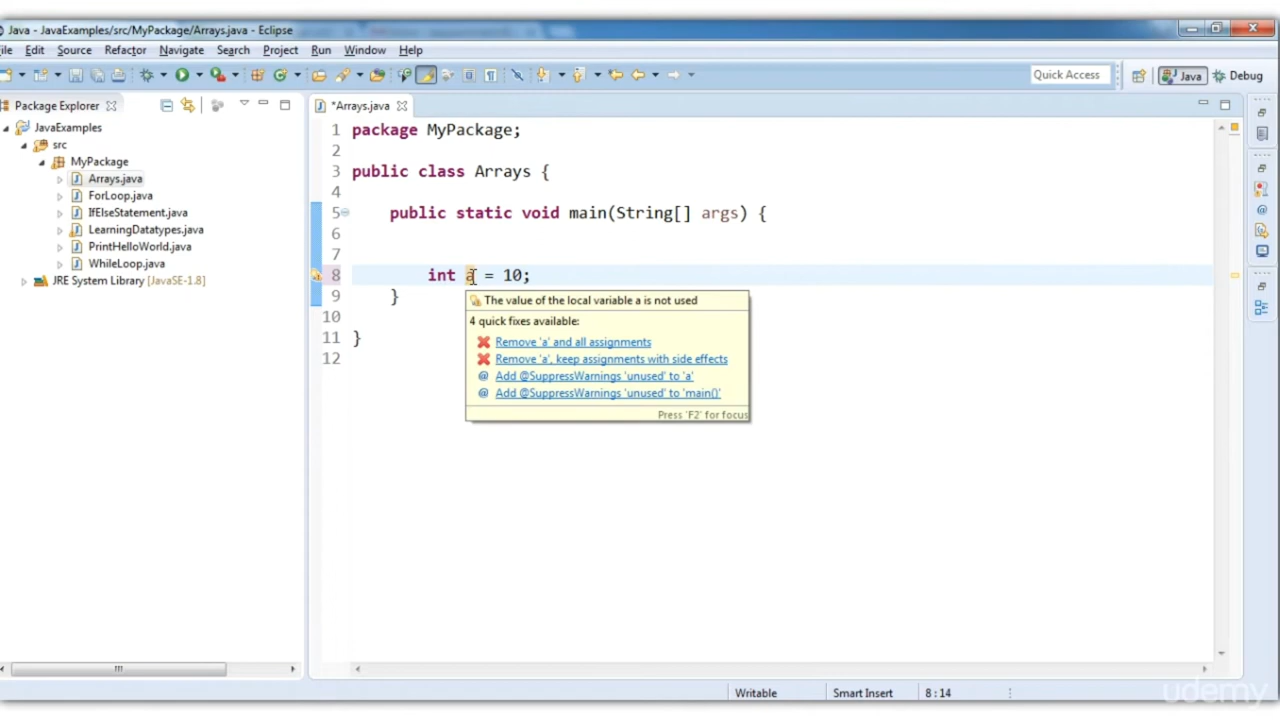 Java - JavaExamples/src/MyPackage/Arrays.java - Eclipse
ile Edit Source Refactor Navigate Search Project Run Window Help
Quick Access Java Debug
Package Explorer
JavaExamples
src
MyPackage
Arrays.java
ForLoop.java
IfElseStatement.java
LearningDatatypes.java
PrintHelloWorld.java
WhileLoop.java
JRE System Library [JavaSE-1.8]
*Arrays.java
1 package MyPackage;
2
3 public class Arrays {
4
5 public static void main(String[] args) {
6
7
8 int a = 10;
9 }
10
11 }
12
The value of the local variable a is not used
4 quick fixes available:
Remove 'a' and all assignments
Remove 'a', keep assignments with side effects
@ Add @SuppressWarnings 'unused' to 'a'
@ Add @SuppressWarnings 'unused' to 'main()'
Press 'F2' for focus
Writable Smart Insert 8 : 14
udemy